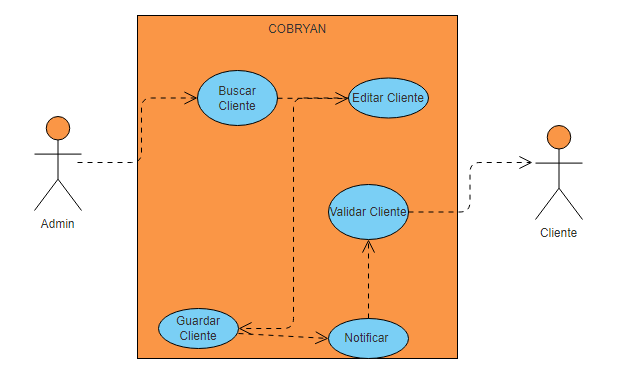 COBRYAN
Buscar
Cliente
Editar Cliente
Admin
Validar Cliente
Cliente
Guardar
Cliente
Notificar